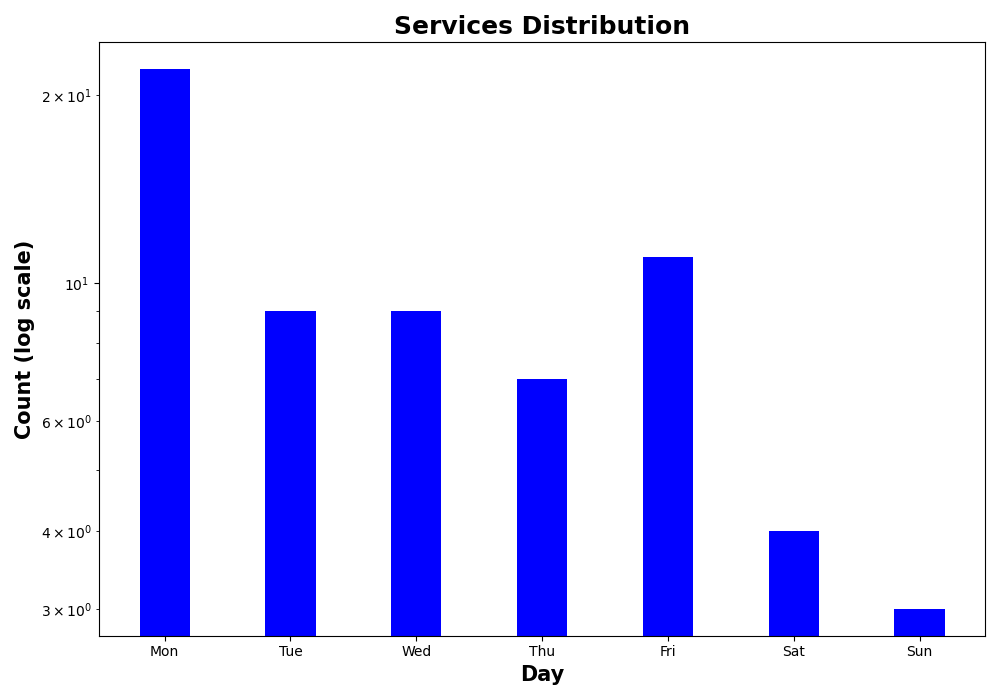 Services Distribution
Count (log scale)
2 × 10¹
10¹
6 × 10⁰
4 × 10⁰
3 × 10⁰
Mon Tue Wed Thu Fri Sat Sun
Day